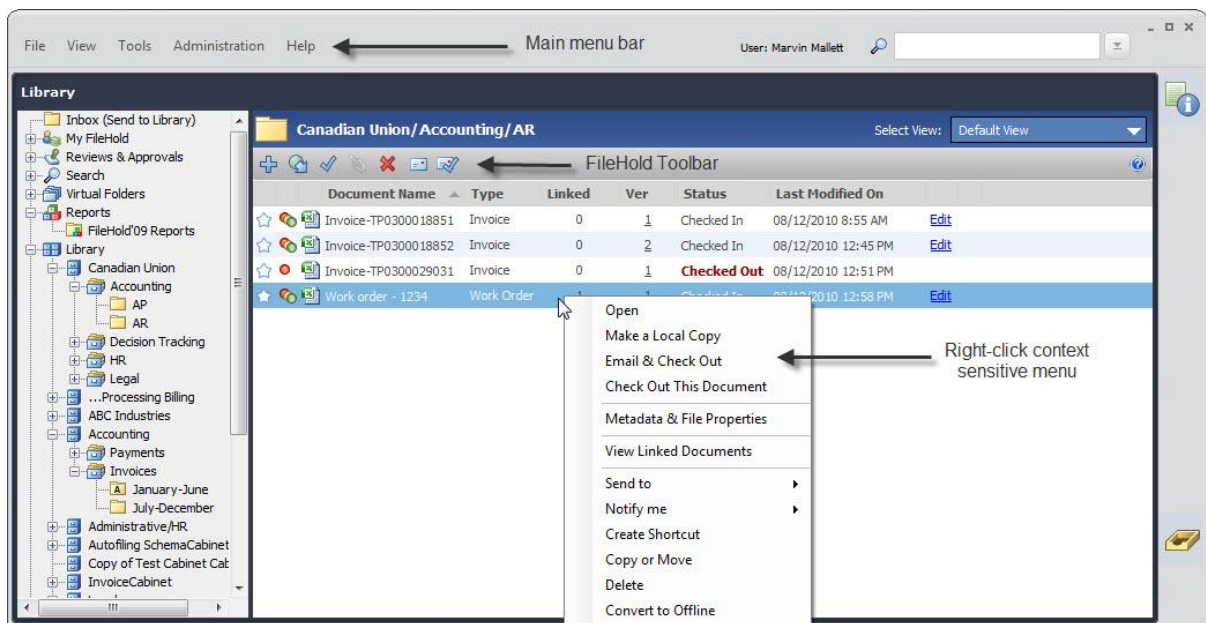 File View Tools Administration Help
Main menu bar
User: Marvin Mallett
Library
Inbox (Send to Library)
My FileHold
Reviews & Approvals
Search
Virtual Folders
Reports
FileHold'09 Reports
Library
Canadian Union
Accounting
AP
AR
Decision Tracking
HR
Legal
...Processing Billing
ABC Industries
Accounting
Payments
Invoices
A January-June
July-December
Administrative/HR
Autofiling SchemaCabinet
Copy of Test Cabinet Cat
InvoiceCabinet
Canadian Union/Accounting/AR
Select View: Default View
FileHold Toolbar
Document Name Type Linked Ver Status Last Modified On
Invoice-TP0300018851 Invoice 0 1 Checked In 08/12/2010 8:55 AM Edit
Invoice-TP0300018852 Invoice 0 2 Checked In 08/12/2010 12:45 PM Edit
Invoice-TP0300029031 Invoice 0 1 Checked Out 08/12/2010 12:51 PM
Work order - 1234 Work Order 1 1 Checked In 08/12/2010 12:58 PM Edit
Open
Make a Local Copy
Email & Check Out
Check Out This Document
Metadata & File Properties
View Linked Documents
Send to
Notify me
Create Shortcut
Copy or Move
Delete
Convert to Offline
Right-click context
sensitive menu